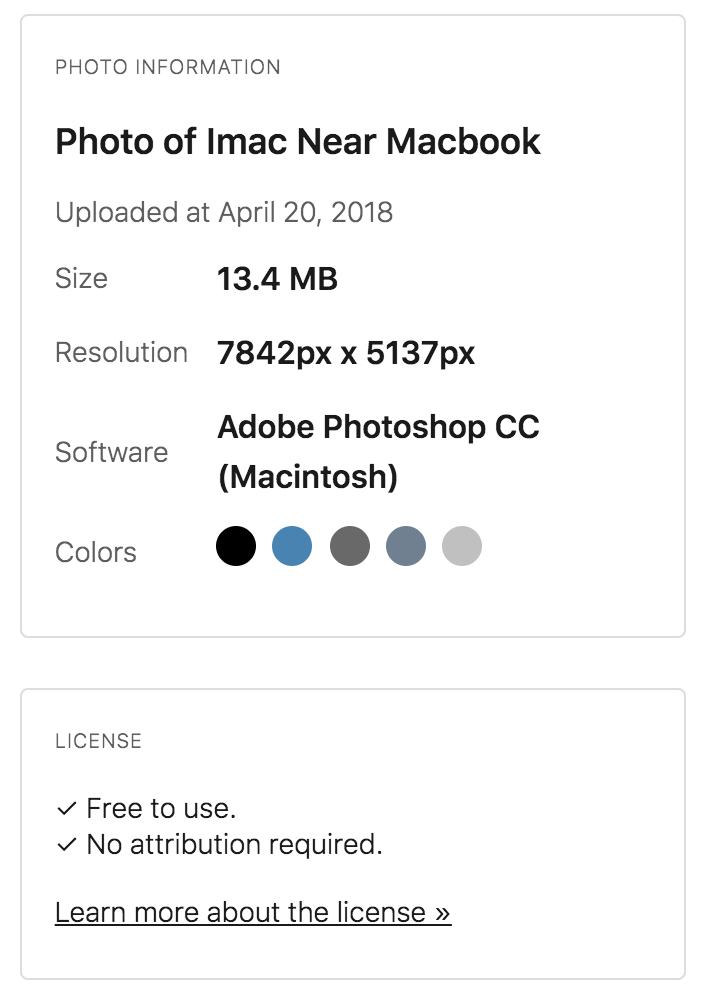 PHOTO INFORMATION
Photo of Imac Near Macbook
Uploaded at April 20, 2018
Size 13.4 MB
Resolution 7842px x 5137px
Software Adobe Photoshop CC
(Macintosh)
Colors
LICENSE
✓ Free to use.
✓ No attribution required.
Learn more about the license »